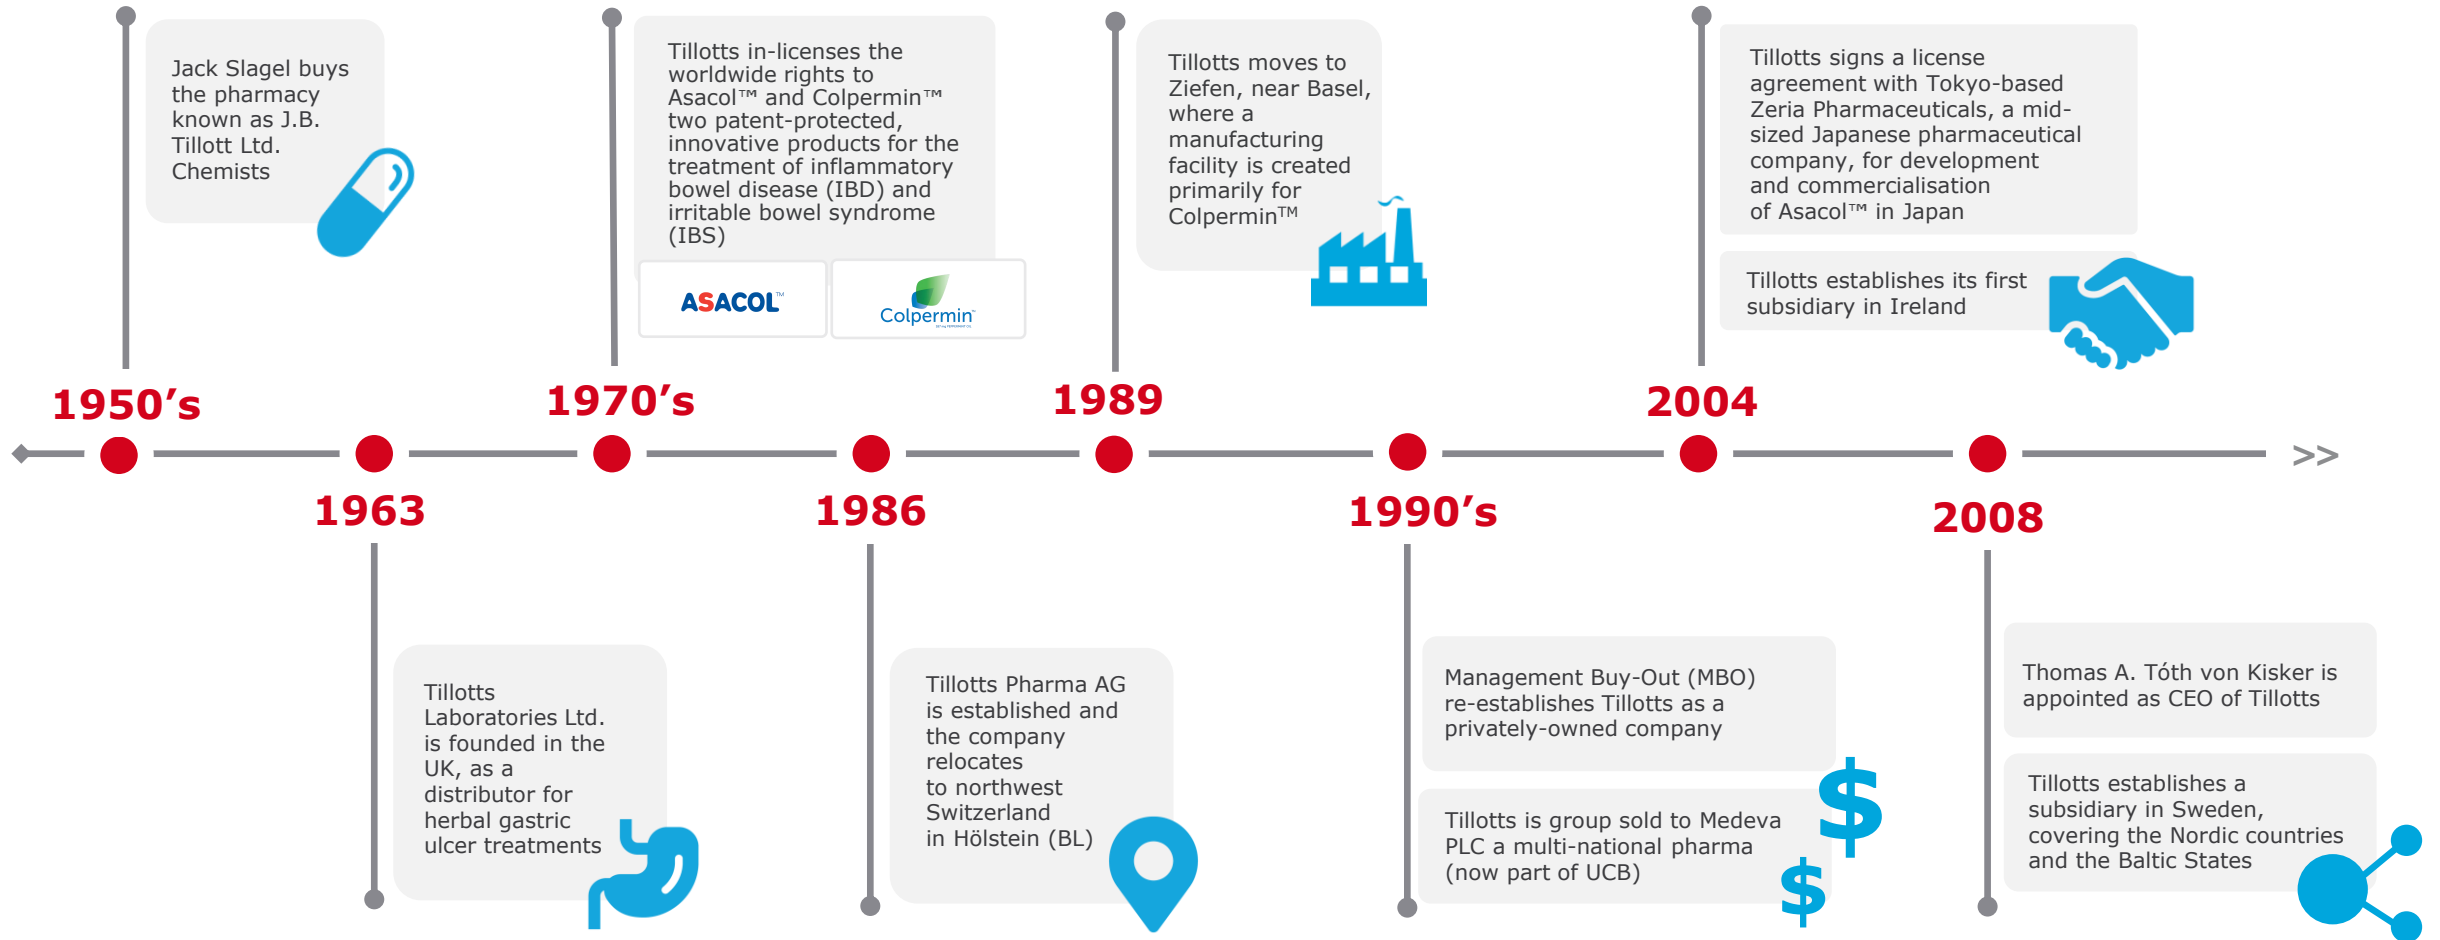 Jack Slagel buys
the pharmacy
known as J.B.
Tillott Ltd.
Chemists
Tillotts in-licenses the
worldwide rights to
Asacol™ and Colpermin™
two patent-protected,
innovative products for the
treatment of inflammatory
bowel disease (IBD) and
irritable bowel syndrome
(IBS)
ASACOL™
Colpermin™
Tillotts moves to
Ziefen, near Basel,
where a
manufacturing
facility is created
primarily for
Colpermin™
Tillotts signs a license
agreement with Tokyo-based
Zeria Pharmaceuticals, a mid-
sized Japanese pharmaceutical
company, for development
and commercialisation
of Asacol™ in Japan
Tillotts establishes its first
subsidiary in Ireland
1950’s
1970’s
1989
2004
>>
1963
1986
1990’s
2008
Tillotts
Laboratories Ltd.
is founded in the
UK, as a
distributor for
herbal gastric
ulcer treatments
Tillotts Pharma AG
is established and
the company
relocates
to northwest
Switzerland
in Hölstein (BL)
Management Buy-Out (MBO)
re-establishes Tillotts as a
privately-owned company
Tillotts is group sold to Medeva
PLC a multi-national pharma
(now part of UCB)
$
$
Thomas A. Tóth von Kisker is
appointed as CEO of Tillotts
Tillotts establishes a
subsidiary in Sweden,
covering the Nordic countries
and the Baltic States